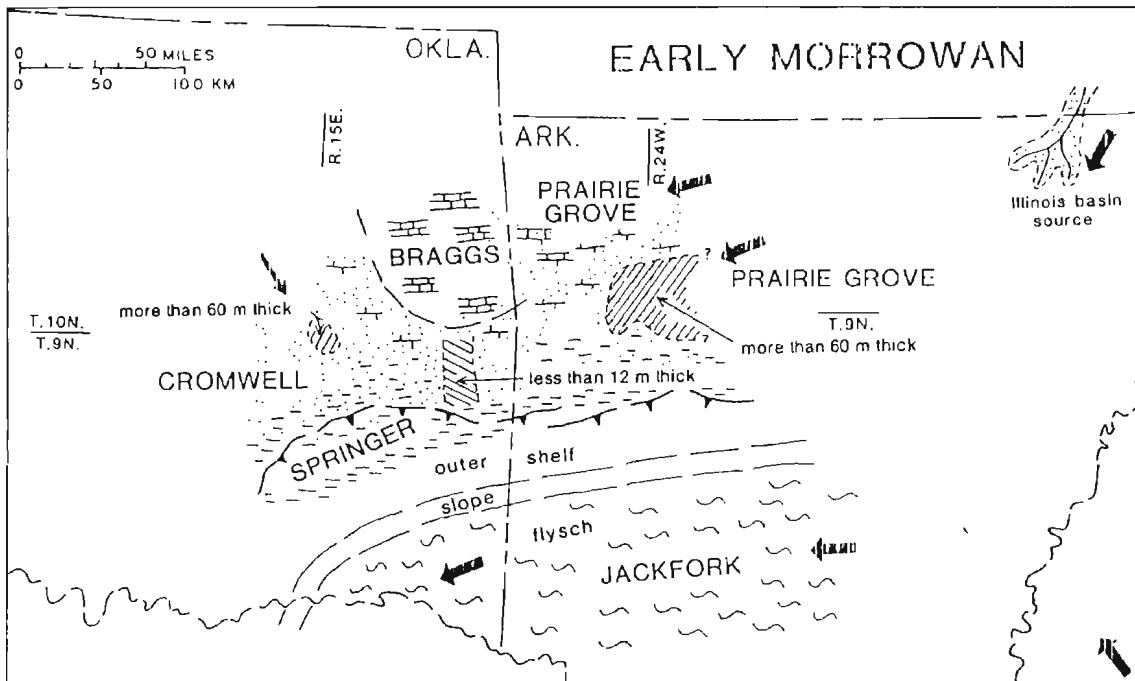 EARLY MORROWAN
0 50 MILES
0 50 100 KM
OKLA.
ARK.
R.15E.
R.24W.
PRAIRIE
GROVE
BRAGGS
Illinois basin
source
?
PRAIRIE GROVE
more than 60 m thick
T.10N.
T.9N.
T.9N.
more than 60 m thick
CROMWELL
less than 12 m thick
SPRINGER
outer shelf
slope
flysch
JACKFORK